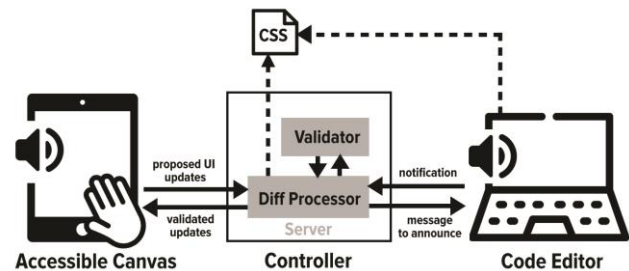 CSS
Validator
proposed UI
updates
notification
Diff Processor
validated
updates
message
to announce
Server
Accessible Canvas
Controller
Code Editor